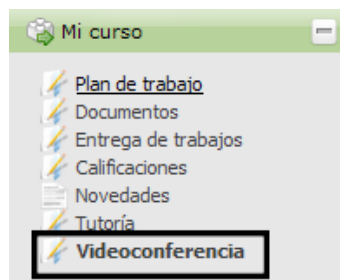 Mi curso
Plan de trabajo
Documentos
Entrega de trabajos
Calificaciones
Novedades
Tutoría
Videoconferencia